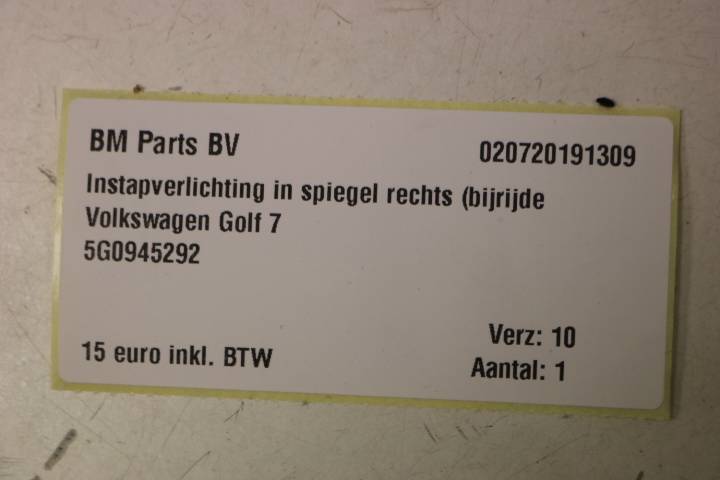 BM Parts BV 020720191309
Instapverlichting in spiegel rechts (bijrijde
Volkswagen Golf 7
5G0945292
Verz: 10
15 euro inkl. BTW Aantal: 1